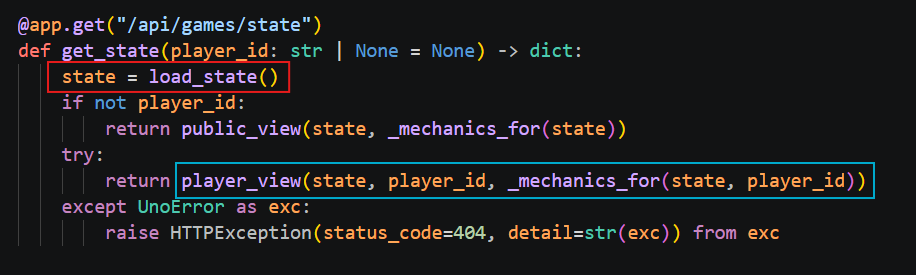 @app.get("/api/games/state")
def get_state(player_id: str | None = None) -> dict:
    state = load_state()
    if not player_id:
        return public_view(state, _mechanics_for(state))
    try:
        return player_view(state, player_id, _mechanics_for(state, player_id))
    except UnoError as exc:
        raise HTTPException(status_code=404, detail=str(exc)) from exc